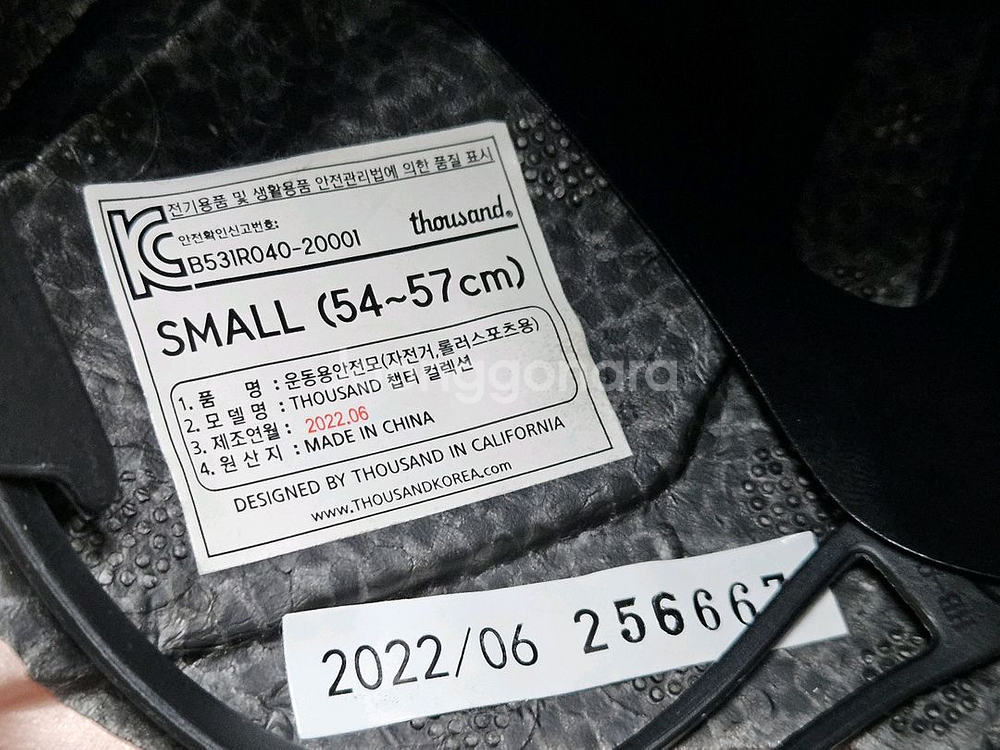 전기용품 및 생활용품 안전관리법에 의한 품질 표시
KC 안전확인신고번호:
B531R040-20001
thousand®
SMALL (54~57cm)
1. 품 명 : 운동용안전모(자전거,롤러스포츠용)
2. 모 델 명 : THOUSAND 챕터 컬렉션
3. 제조연월 : 2022.06
4. 원 산 지 : MADE IN CHINA
DESIGNED BY THOUSAND IN CALIFORNIA
www.THOUSANDKOREA.com
2022/06 256667